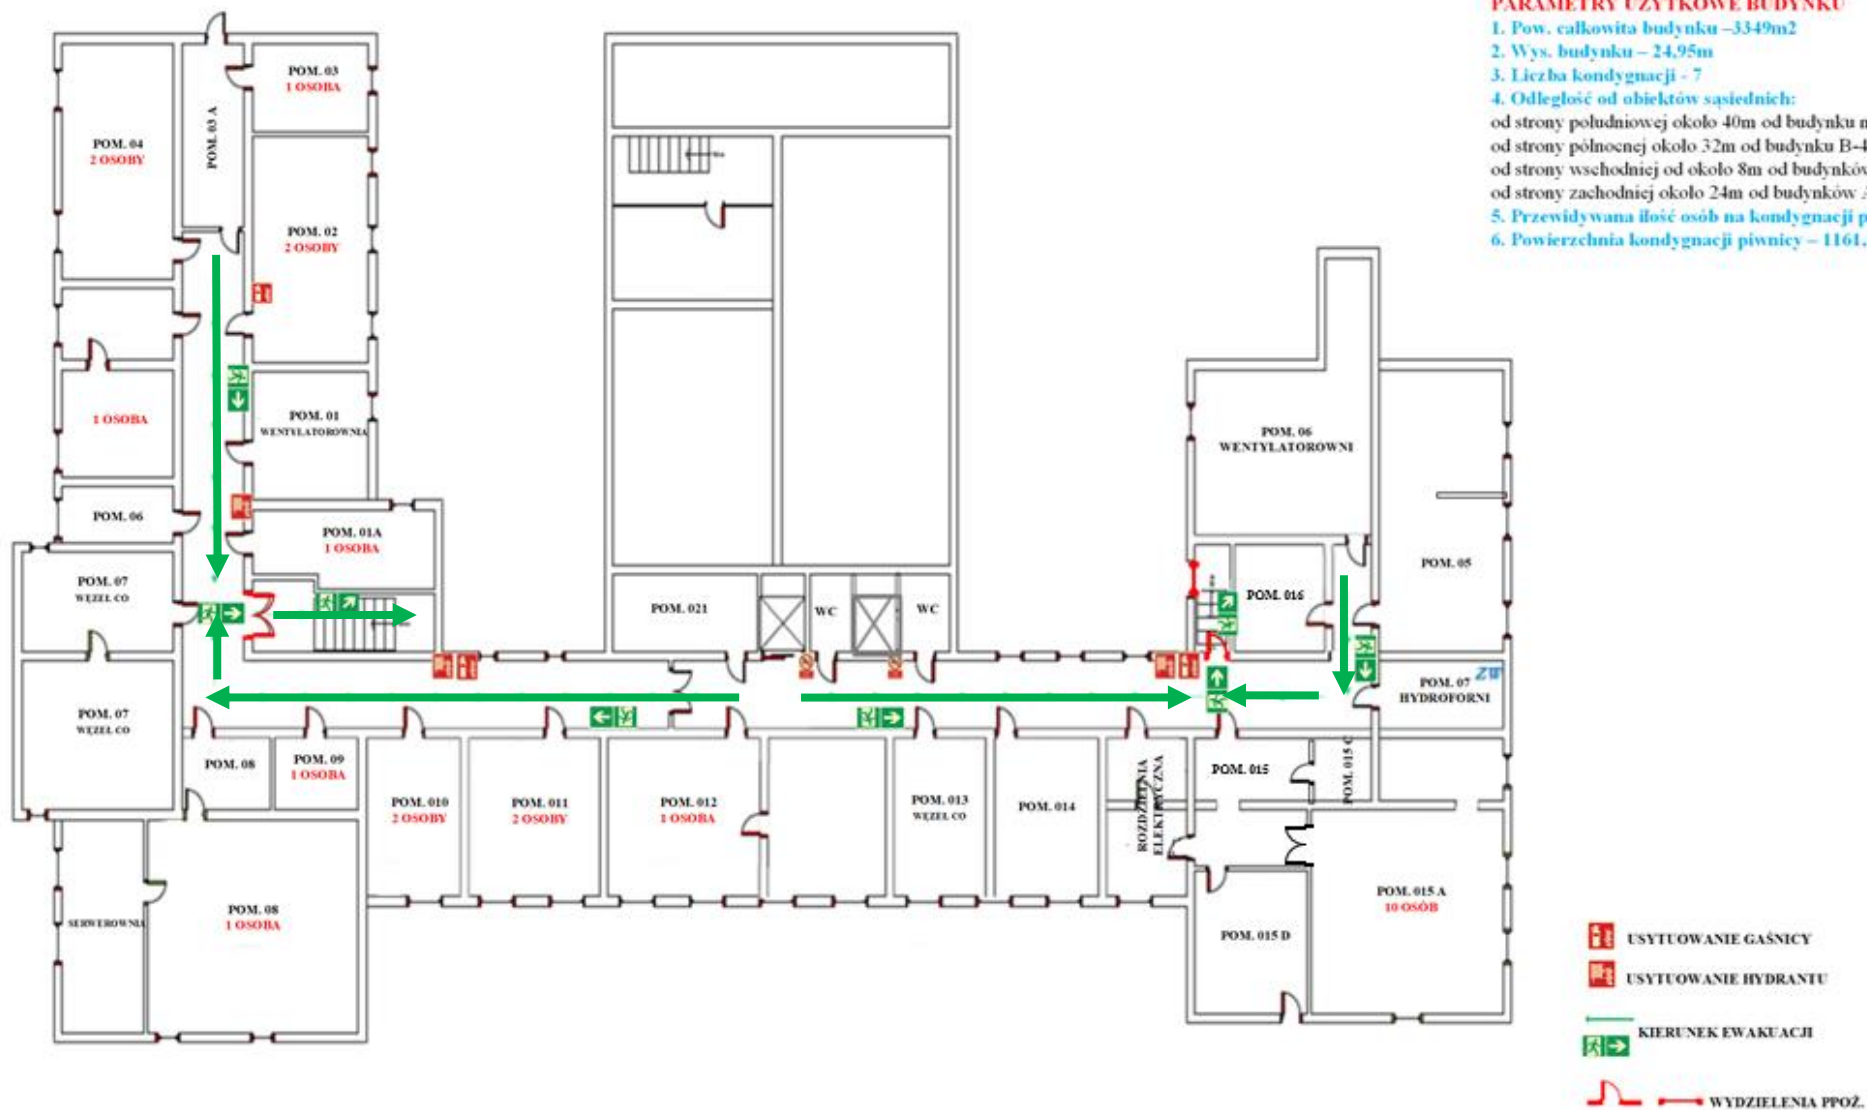 PARAMETRY UŻYTKOWE BUDYNKU
1. Pow. całkowita budynku –3349m2
2. Wys. budynku – 24,95m
3. Liczba kondygnacji - 7
4. Odległość od obiektów sąsiednich:
od strony południowej około 40m od budynku
od strony północnej około 32m od budynku B-4
od strony wschodniej od około 8m od budynków
od strony zachodniej około 24m od budynków
5. Przewidywana ilość osób na kondygnacji
6. Powierzchnia kondygnacji piwnicy – 1161,
POM. 03
1 OSOBA
POM. 03 A
POM. 04
2 OSOBY
POM. 02
2 OSOBY
1 OSOBA
POM. 01
WENTYLATOROWNIA
POM. 06
POM. 01A
1 OSOBA
POM. 07
WĘZEŁ CO
POM. 07
WĘZEŁ CO
POM. 021
WC
WC
POM. 06
WENTYLATOROWNI
POM. 05
POM. 016
POM. 07
HYDROFORNI
POM. 08
POM. 09
1 OSOBA
POM. 010
2 OSOBY
POM. 011
2 OSOBY
POM. 012
1 OSOBA
POM. 013
WĘZEŁ CO
POM. 014
ROZDZIELNIA
ELEKTRYCZNA
POM. 015
POM. 015 C
POM. 015 A
10 OSÓB
POM. 015 D
SERWEROWNIA
POM. 08
1 OSOBA
USYTUOWANIE GAŚNICY
USYTUOWANIE HYDRANTU
KIERUNEK EWAKUACJI
WYDZIELENIA PPOŻ.